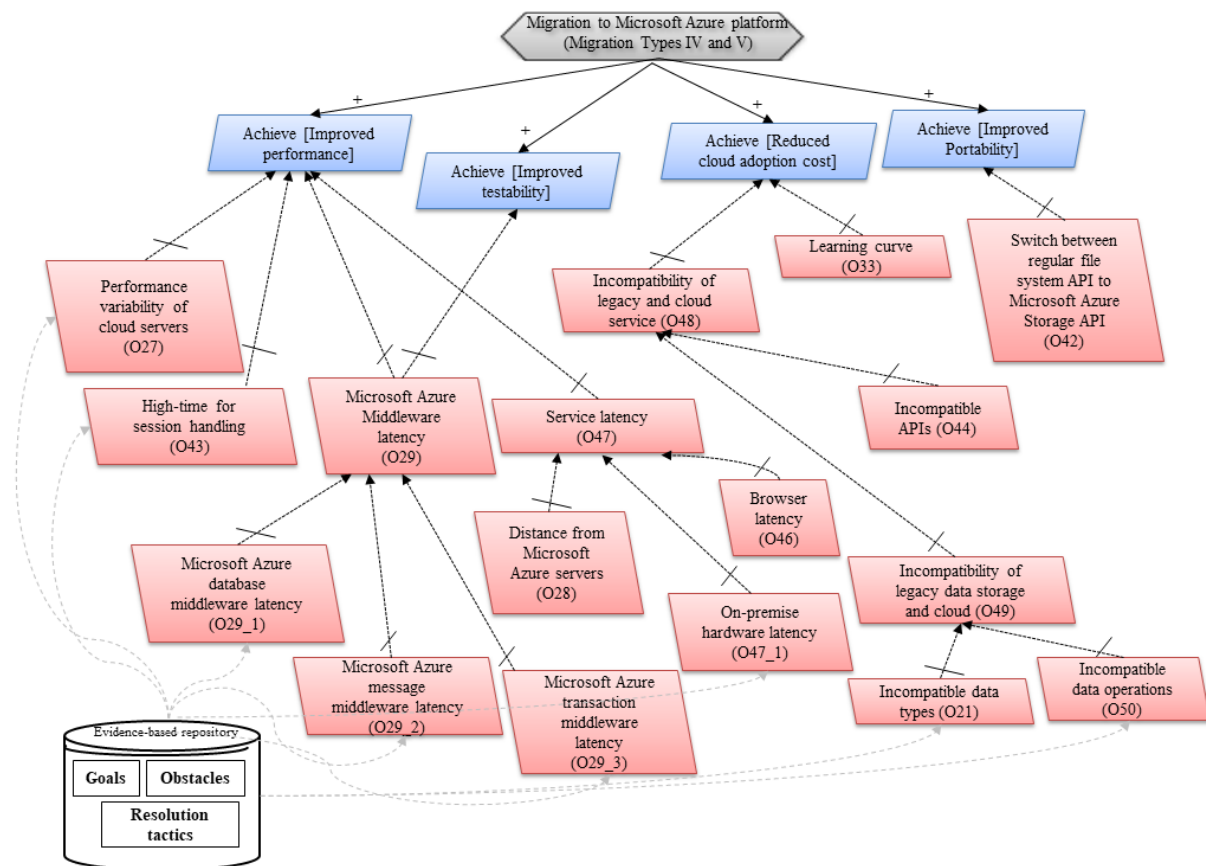 Migration to Microsoft Azure platform
(Migration Types IV and V)
+
+
+
+
Achieve [Improved
performance]
Achieve [Improved
testability]
Achieve [Reduced
cloud adoption cost]
Achieve [Improved
Portability]
Performance
variability of
cloud servers
(O27)
High-time for
session handling
(O43)
Microsoft Azure
Middleware
latency
(O29)
Service latency
(O47)
Incompatibility of
legacy and cloud
service (O48)
Learning curve
(O33)
Switch between
regular file
system API to
Microsoft Azure
Storage API
(O42)
Incompatible
APIs (O44)
Microsoft Azure
database
middleware latency
(O29_1)
Microsoft Azure
message
middleware latency
(O29_2)
Microsoft Azure
transaction
middleware
latency
(O29_3)
Distance from
Microsoft
Azure servers
(O28)
Browser
latency
(O46)
On-premise
hardware latency
(O47_1)
Incompatibility of
legacy data storage
and cloud (O49)
Incompatible data
types (O21)
Incompatible
data operations
(O50)
Evidence-based repository
Goals
Obstacles
Resolution
tactics